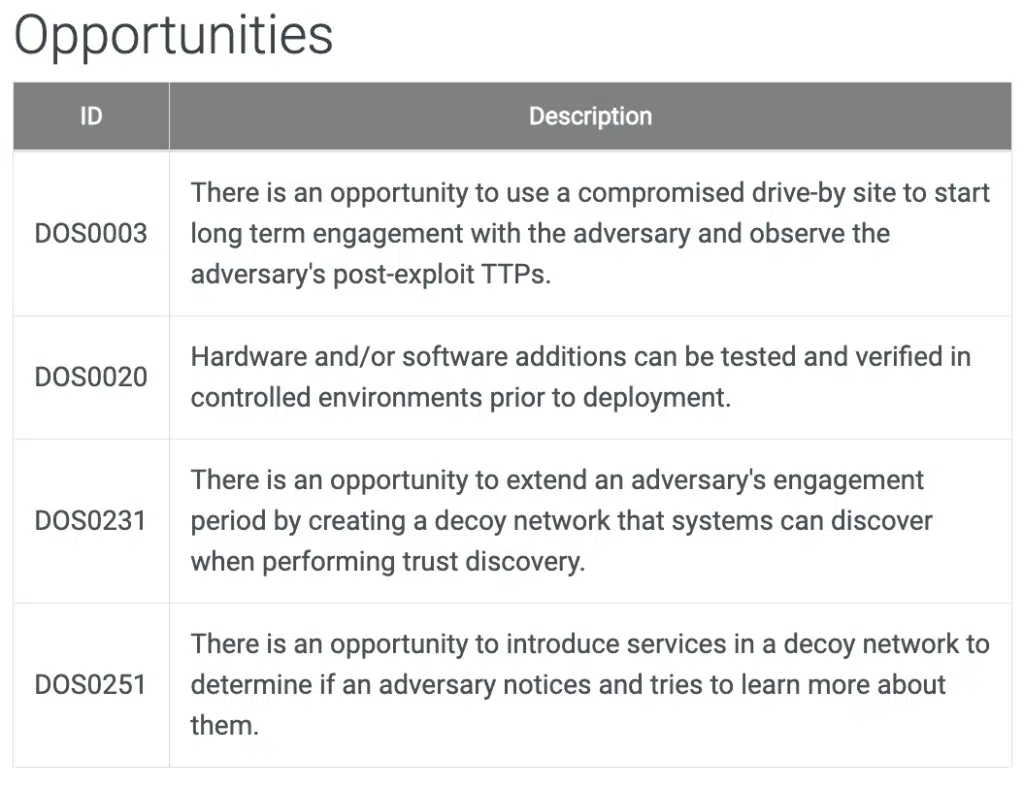 Opportunities
ID Description
There is an opportunity to use a compromised drive-by site to start
DOS0003 long term engagement with the adversary and observe the
adversary's post-exploit TTPs.
Hardware and/or software additions can be tested and verified in
DOS0020
controlled environments prior to deployment.
There is an opportunity to extend an adversary's engagement
DOS0231 period by creating a decoy network that systems can discover
when performing trust discovery.
There is an opportunity to introduce services in a decoy network to
DOS0251 determine if an adversary notices and tries to learn more about
them.